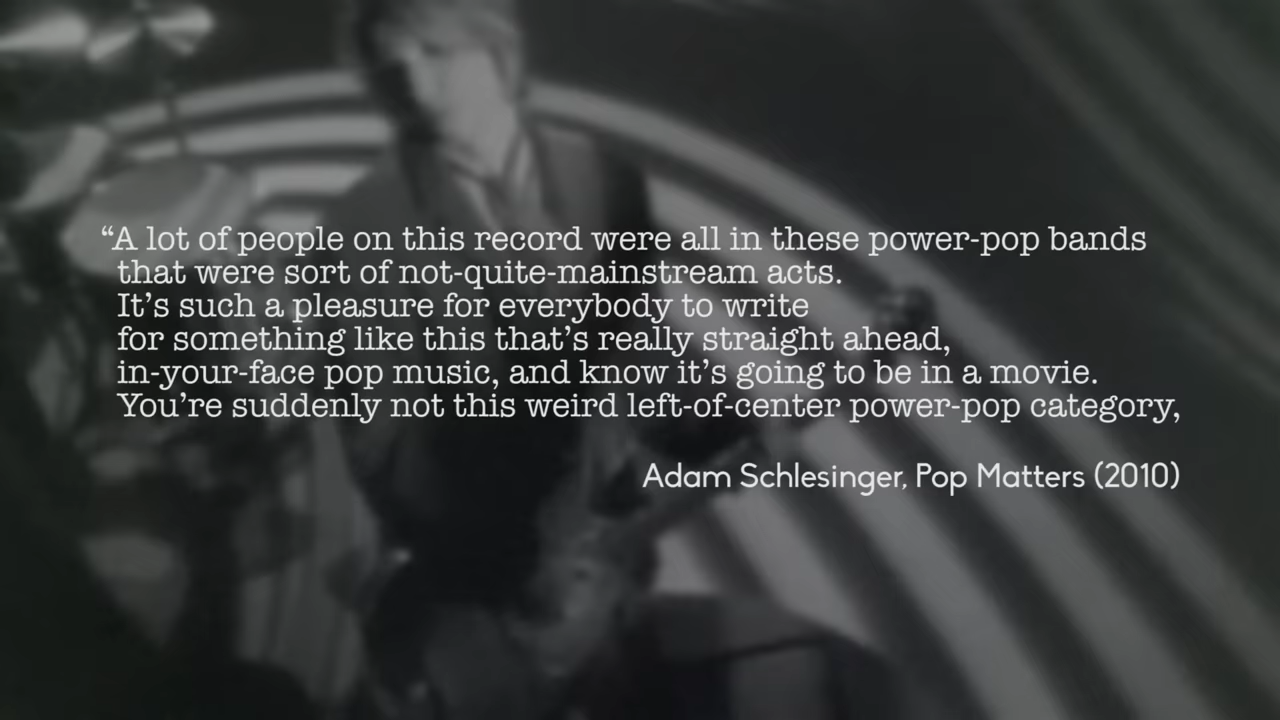 “A lot of people on this record were all in these power-pop bands
that were sort of not-quite-mainstream acts.
It’s such a pleasure for everybody to write
for something like this that’s really straight ahead,
in-your-face pop music, and know it’s going to be in a movie.
You’re suddenly not this weird left-of-center power-pop category,
Adam Schlesinger, Pop Matters (2010)